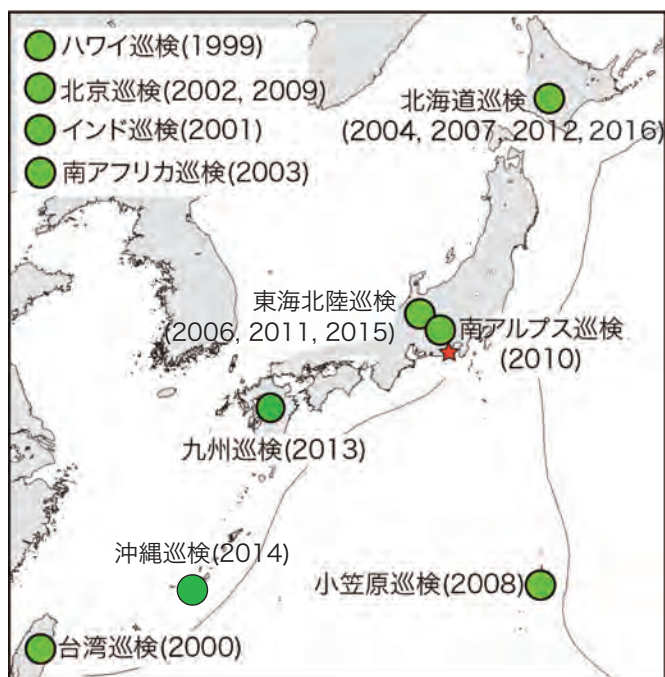 ハワイ巡検(1999)
北京巡検(2002, 2009)
インド巡検(2001)
南アフリカ巡検(2003)
北海道巡検
(2004, 2007, 2012, 2016)
東海北陸巡検
(2006, 2011, 2015)
南アルプス巡検
(2010)
九州巡検(2013)
沖縄巡検(2014)
小笠原巡検(2008)
台湾巡検(2000)